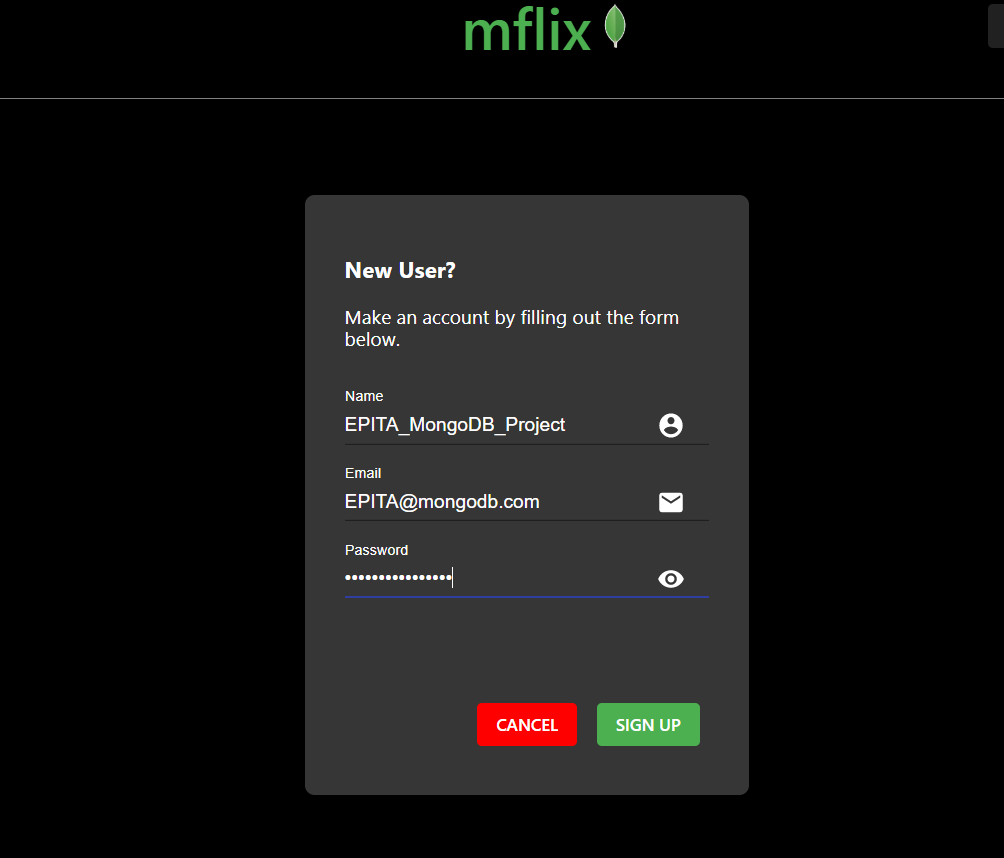 mflix
New User?
Make an account by filling out the form
below.
Name
EPITA_MongoDB_Project
Email
EPITA@mongodb.com
Password
••••••••••••••••
CANCEL
SIGN UP